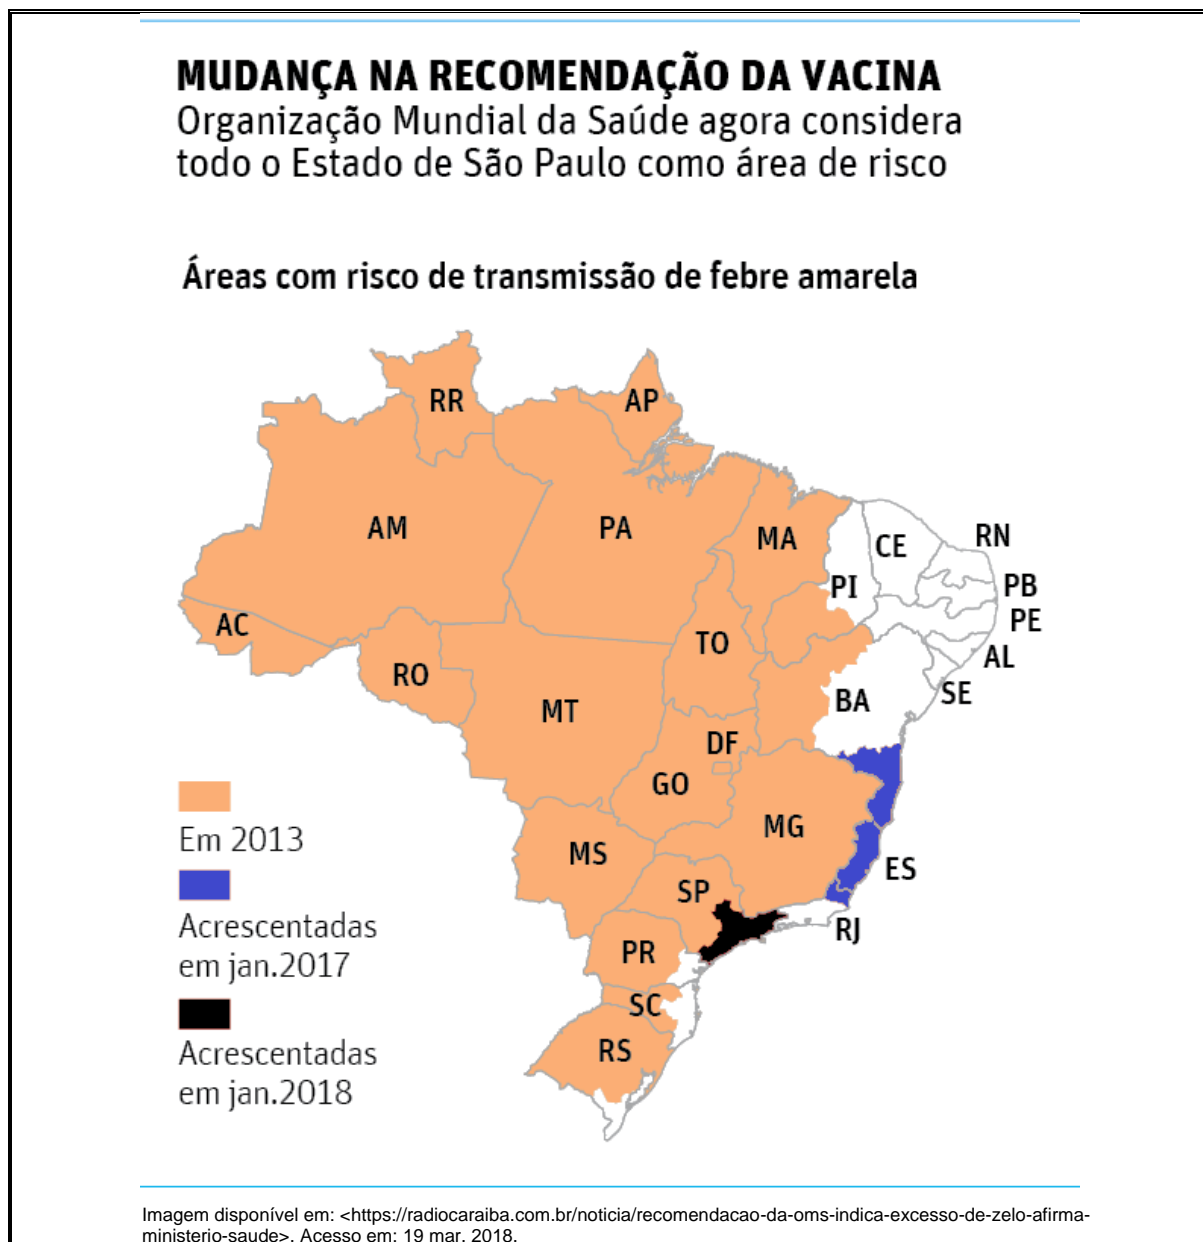 MUDANÇA NA RECOMENDAÇÃO DA VACINA
Organização Mundial da Saúde agora considera
todo o Estado de São Paulo como área de risco
Áreas com risco de transmissão de febre amarela
RR
AP
AM
PA
MA
CE
RN
PI
PB
PE
AC
TO
AL
RO
SE
MT
BA
DF
GO
MG
MS
ES
SP
RJ
PR
SC
RS
Em 2013
Acrescentadas
em jan.2017
Acrescentadas
em jan.2018
Imagem disponível em: <https://radiocaraiba.com.br/noticia/recomendacao-da-oms-indica-excesso-de-zelo-afirma-
ministerio-saude>. Acesso em: 19 mar. 2018.